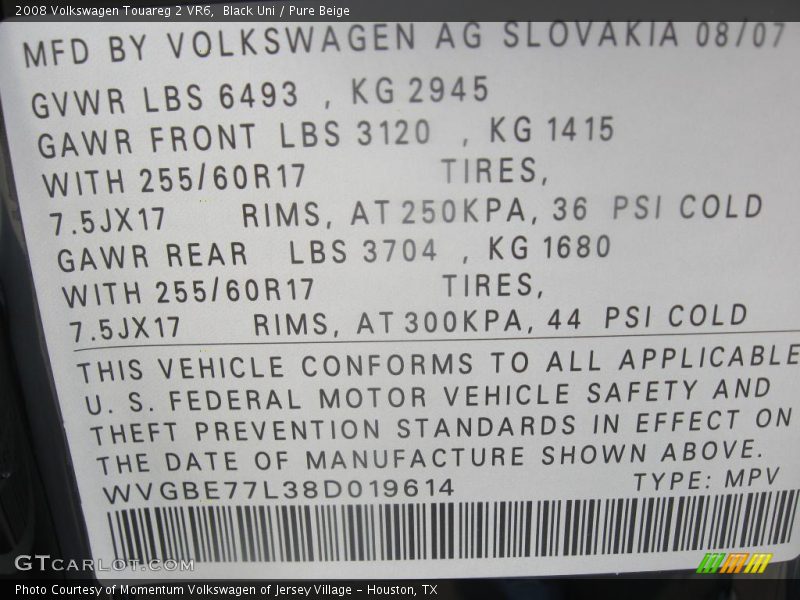 2008 Volkswagen Touareg 2 VR6,  Black Uni / Pure Beige
MFD BY VOLKSWAGEN AG SLOVAKIA 08/07
GVWR LBS 6493 , KG 2945
GAWR FRONT LBS 3120 , KG 1415
WITH 255/60R17 TIRES,
7.5JX17 RIMS, AT 250KPA, 36 PSI COLD
GAWR REAR LBS 3704 , KG 1680
WITH 255/60R17 TIRES,
7.5JX17 RIMS, AT 300KPA, 44 PSI COLD
THIS VEHICLE CONFORMS TO ALL APPLICABLE
U. S. FEDERAL MOTOR VEHICLE SAFETY AND
THEFT PREVENTION STANDARDS IN EFFECT ON
THE DATE OF MANUFACTURE SHOWN ABOVE.
WVGBE77L38D019614 TYPE: MPV
GTCARLOT.COM
Photo Courtesy of Momentum Volkswagen of Jersey Village - Houston, TX